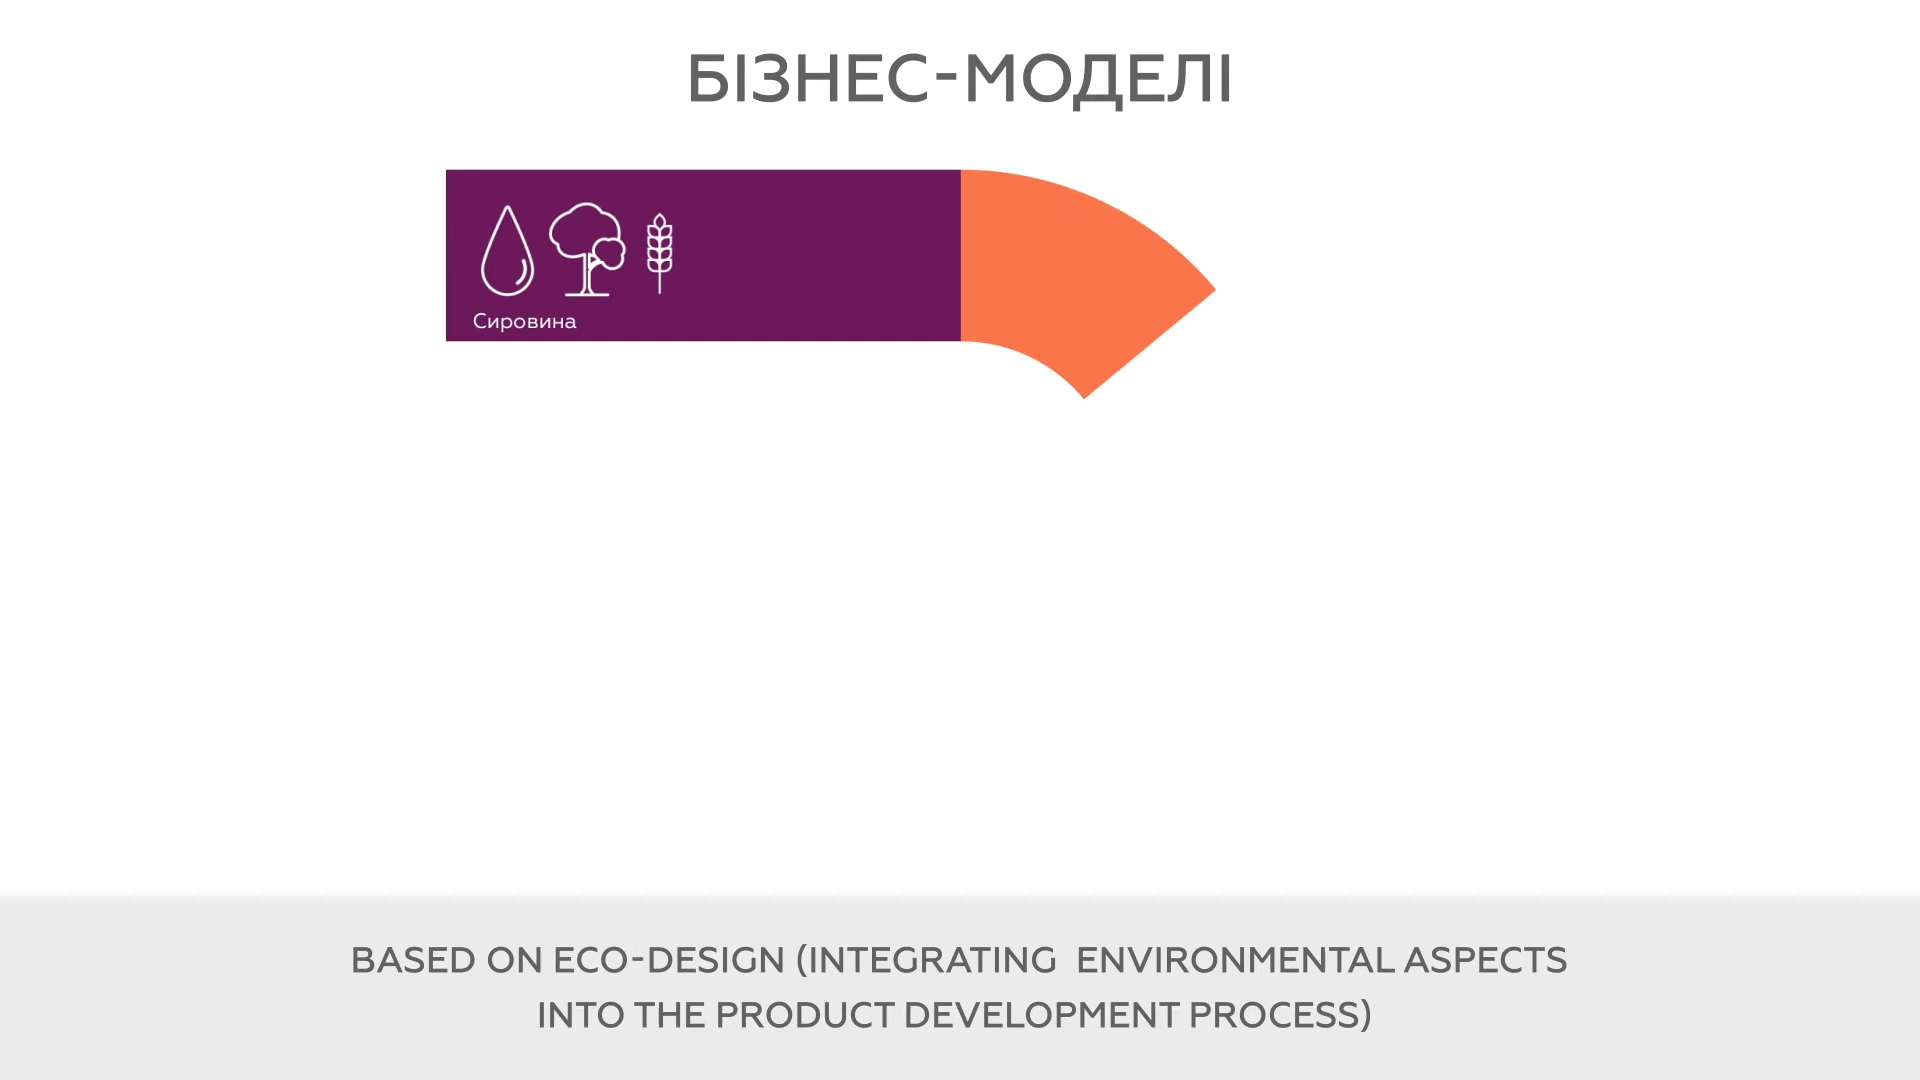 БІЗНЕС-МОДЕЛІ
Сировина
BASED ON ECO-DESIGN (INTEGRATING ENVIRONMENTAL ASPECTS
INTO THE PRODUCT DEVELOPMENT PROCESS)